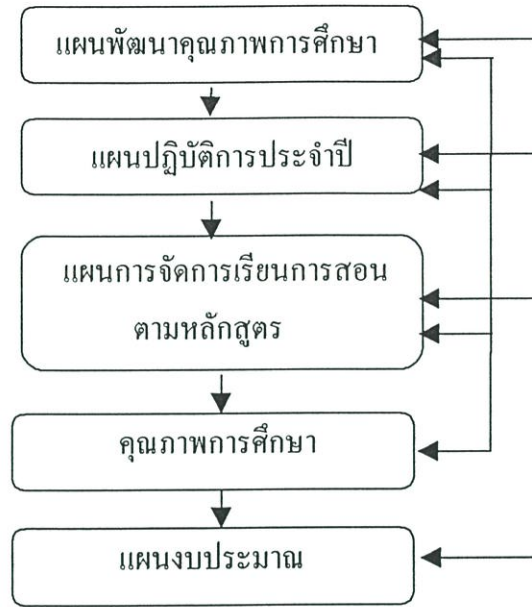 แผนพัฒนาคุณภาพการศึกษา
แผนปฏิบัติการประจำปี
แผนการจัดการเรียนการสอน
ตามหลักสูตร
คุณภาพการศึกษา
แผนงบประมาณ